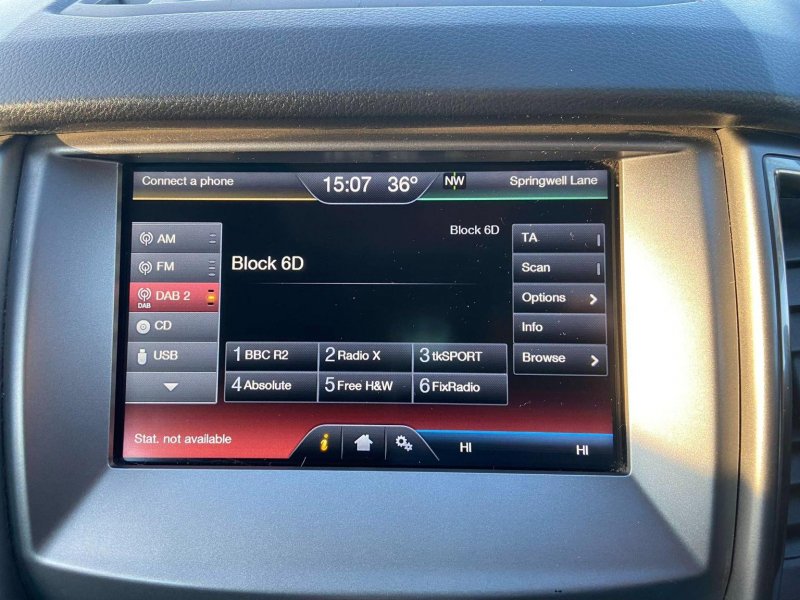 Connect a phone
15:07 36° NW
Springwell Lane
AM
FM
DAB 2
DAB
CD
USB
Block 6D
Block 6D
1 BBC R2
2 Radio X
3 tkSPORT
4 Absolute
5 Free H&W
6 FixRadio
TA
Scan
Options
Info
Browse
Stat. not available
i
HI
HI